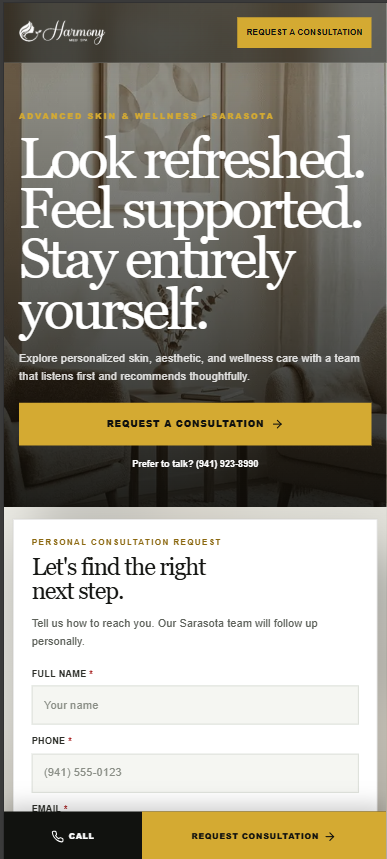 Harmony
MED SPA
REQUEST A CONSULTATION
ADVANCED SKIN & WELLNESS · SARASOTA
Look refreshed.
Feel supported.
Stay entirely
yourself.
Explore personalized skin, aesthetic, and wellness care with a team
that listens first and recommends thoughtfully.
REQUEST A CONSULTATION →
Prefer to talk? (941) 923-8990
PERSONAL CONSULTATION REQUEST
Let's find the right
next step.
Tell us how to reach you. Our Sarasota team will follow up
personally.
FULL NAME *
Your name
PHONE *
(941) 555-0123
EMAIL *
CALL
REQUEST CONSULTATION →